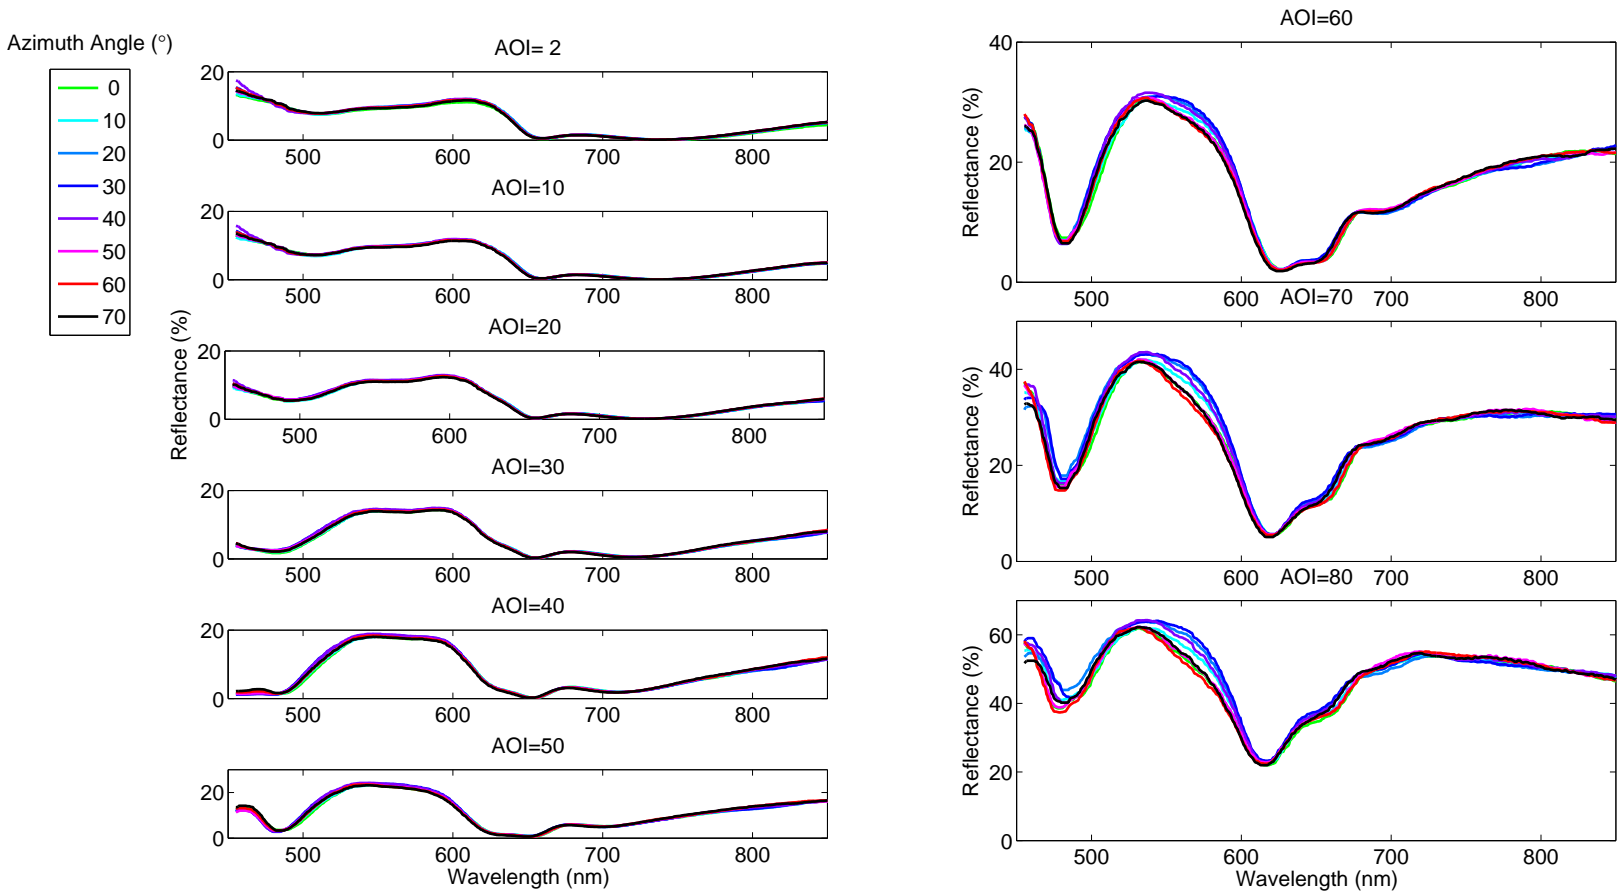 Azimuth Angle (°)
0
10
20
30
40
50
60
70
AOI= 2
20
0
500 600 700 800
AOI=10
20
0
500 600 700 800
AOI=20
20
0
500 600 700 800
Reflectance (%)
AOI=30
20
0
500 600 700 800
AOI=40
20
0
500 600 700 800
AOI=50
20
0
500 600 700 800
Wavelength (nm)
AOI=60
40
20
0
Reflectance (%)
500 600 700 800
AOI=70
40
20
0
Reflectance (%)
500 600 700 800
AOI=80
60
40
20
0
Reflectance (%)
500 600 700 800
Wavelength (nm)